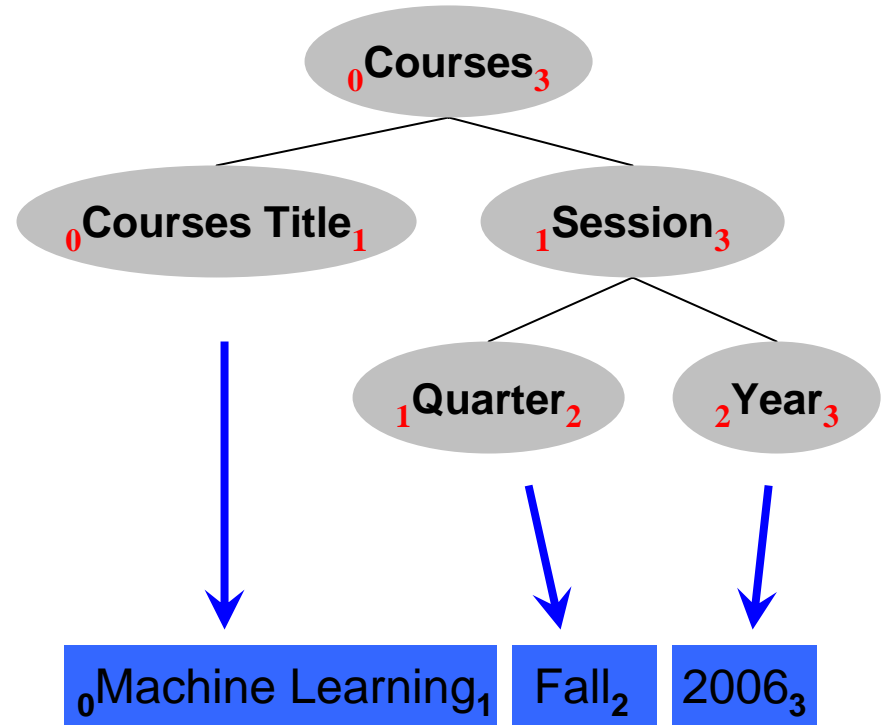 0Courses3
0Courses Title1 1Session3
1Quarter2 2Year3
0Machine Learning1 Fall2 20063